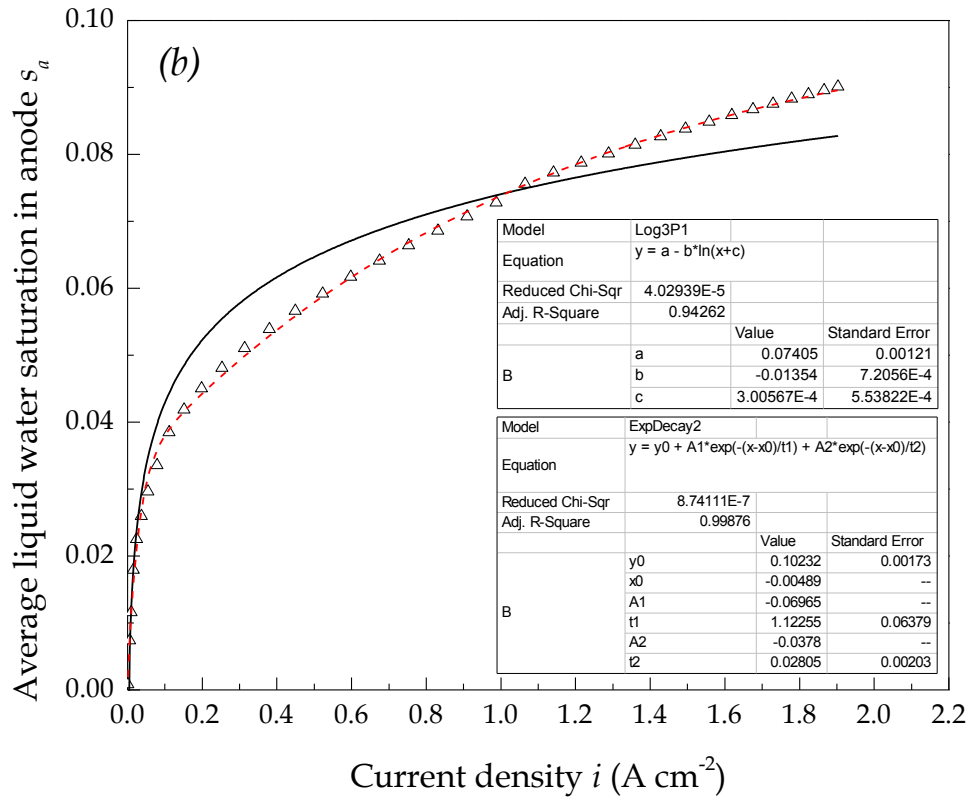 0.10
(b)
0.08
0.06
0.04
0.02
0.00
Average liquid water saturation in anode sa
Model Log3P1
Equation y = a - b*ln(x+c)
Reduced Chi-Sqr 4.02939E-5
Adj. R-Square 0.94262
Value Standard Error
B a 0.07405 0.00121
b -0.01354 7.2056E-4
c 3.00567E-4 5.53822E-4
Model ExpDecay2
Equation y = y0 + A1*exp(-(x-x0)/t1) + A2*exp(-(x-x0)/t2)
Reduced Chi-Sqr 8.74111E-7
Adj. R-Square 0.99876
Value Standard Error
B y0 0.10232 0.00173
x0 -0.00489 --
A1 -0.06965 --
t1 1.12255 0.06379
A2 -0.0378 --
t2 0.02805 0.00203
0.0 0.2 0.4 0.6 0.8 1.0 1.2 1.4 1.6 1.8 2.0 2.2
Current density i (A cm-2)